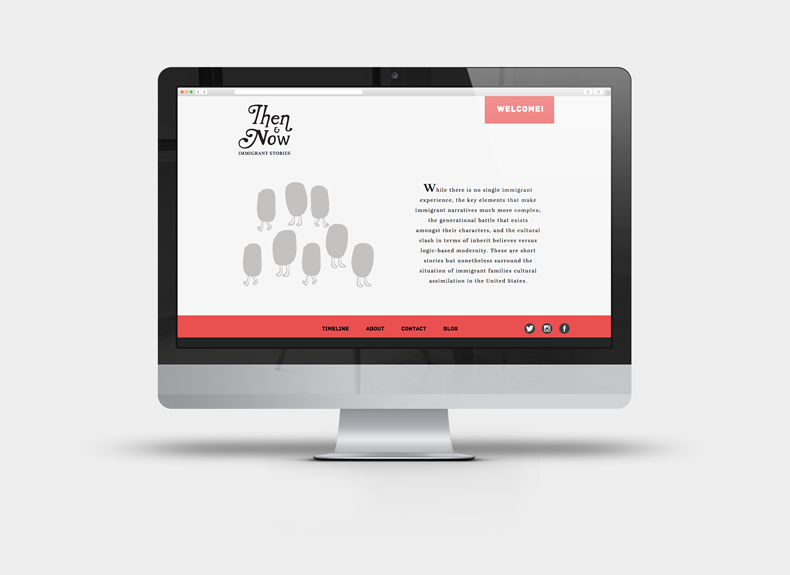 Then
&
Now
IMMIGRANT STORIES
WELCOME!
While there is no single immigrant
experience, the key elements that make
immigrant narratives much more complex;
the generational battle that exists
amongst their characters, and the cultural
clash in terms of inherit believes versus
logic-based modernity. These are short
stories but nonetheless surround the
situation of immigrant families cultural
assimilation in the United States.
TIMELINE ABOUT CONTACT BLOG